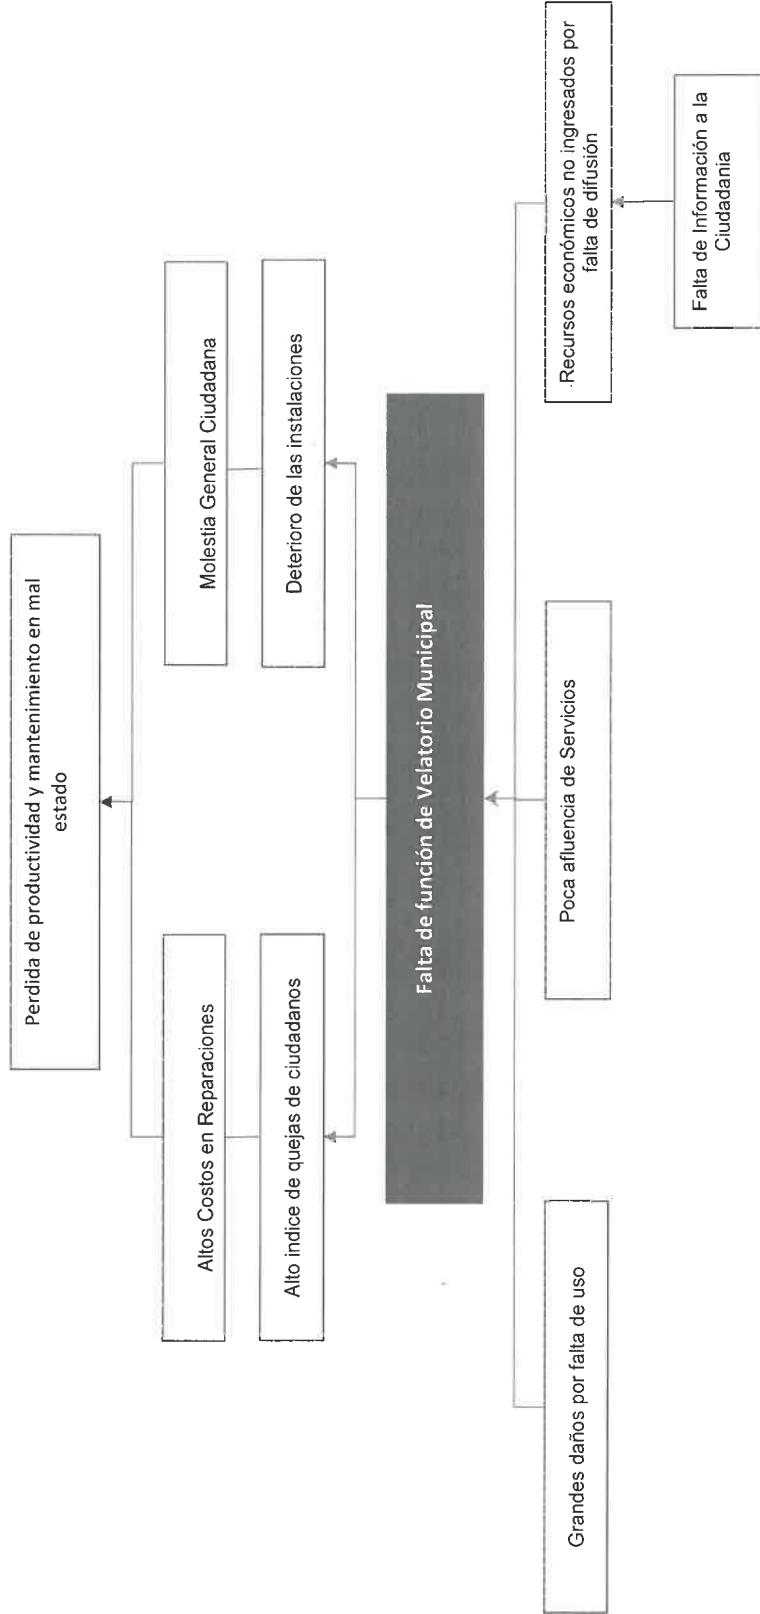 Perdida de productividad y mantenimiento en mal
estado
Altos Costos en Reparaciones
Molestia General Ciudadana
Alto indice de quejas de ciudadanos
Deterioro de las instalaciones
Falta de función de Velatorio Municipal
Grandes daños por falta de uso
Poca afluencia de Servicios
.Recursos económicos no ingresados por
falta de difusión
Falta de Información a la
Ciudadania